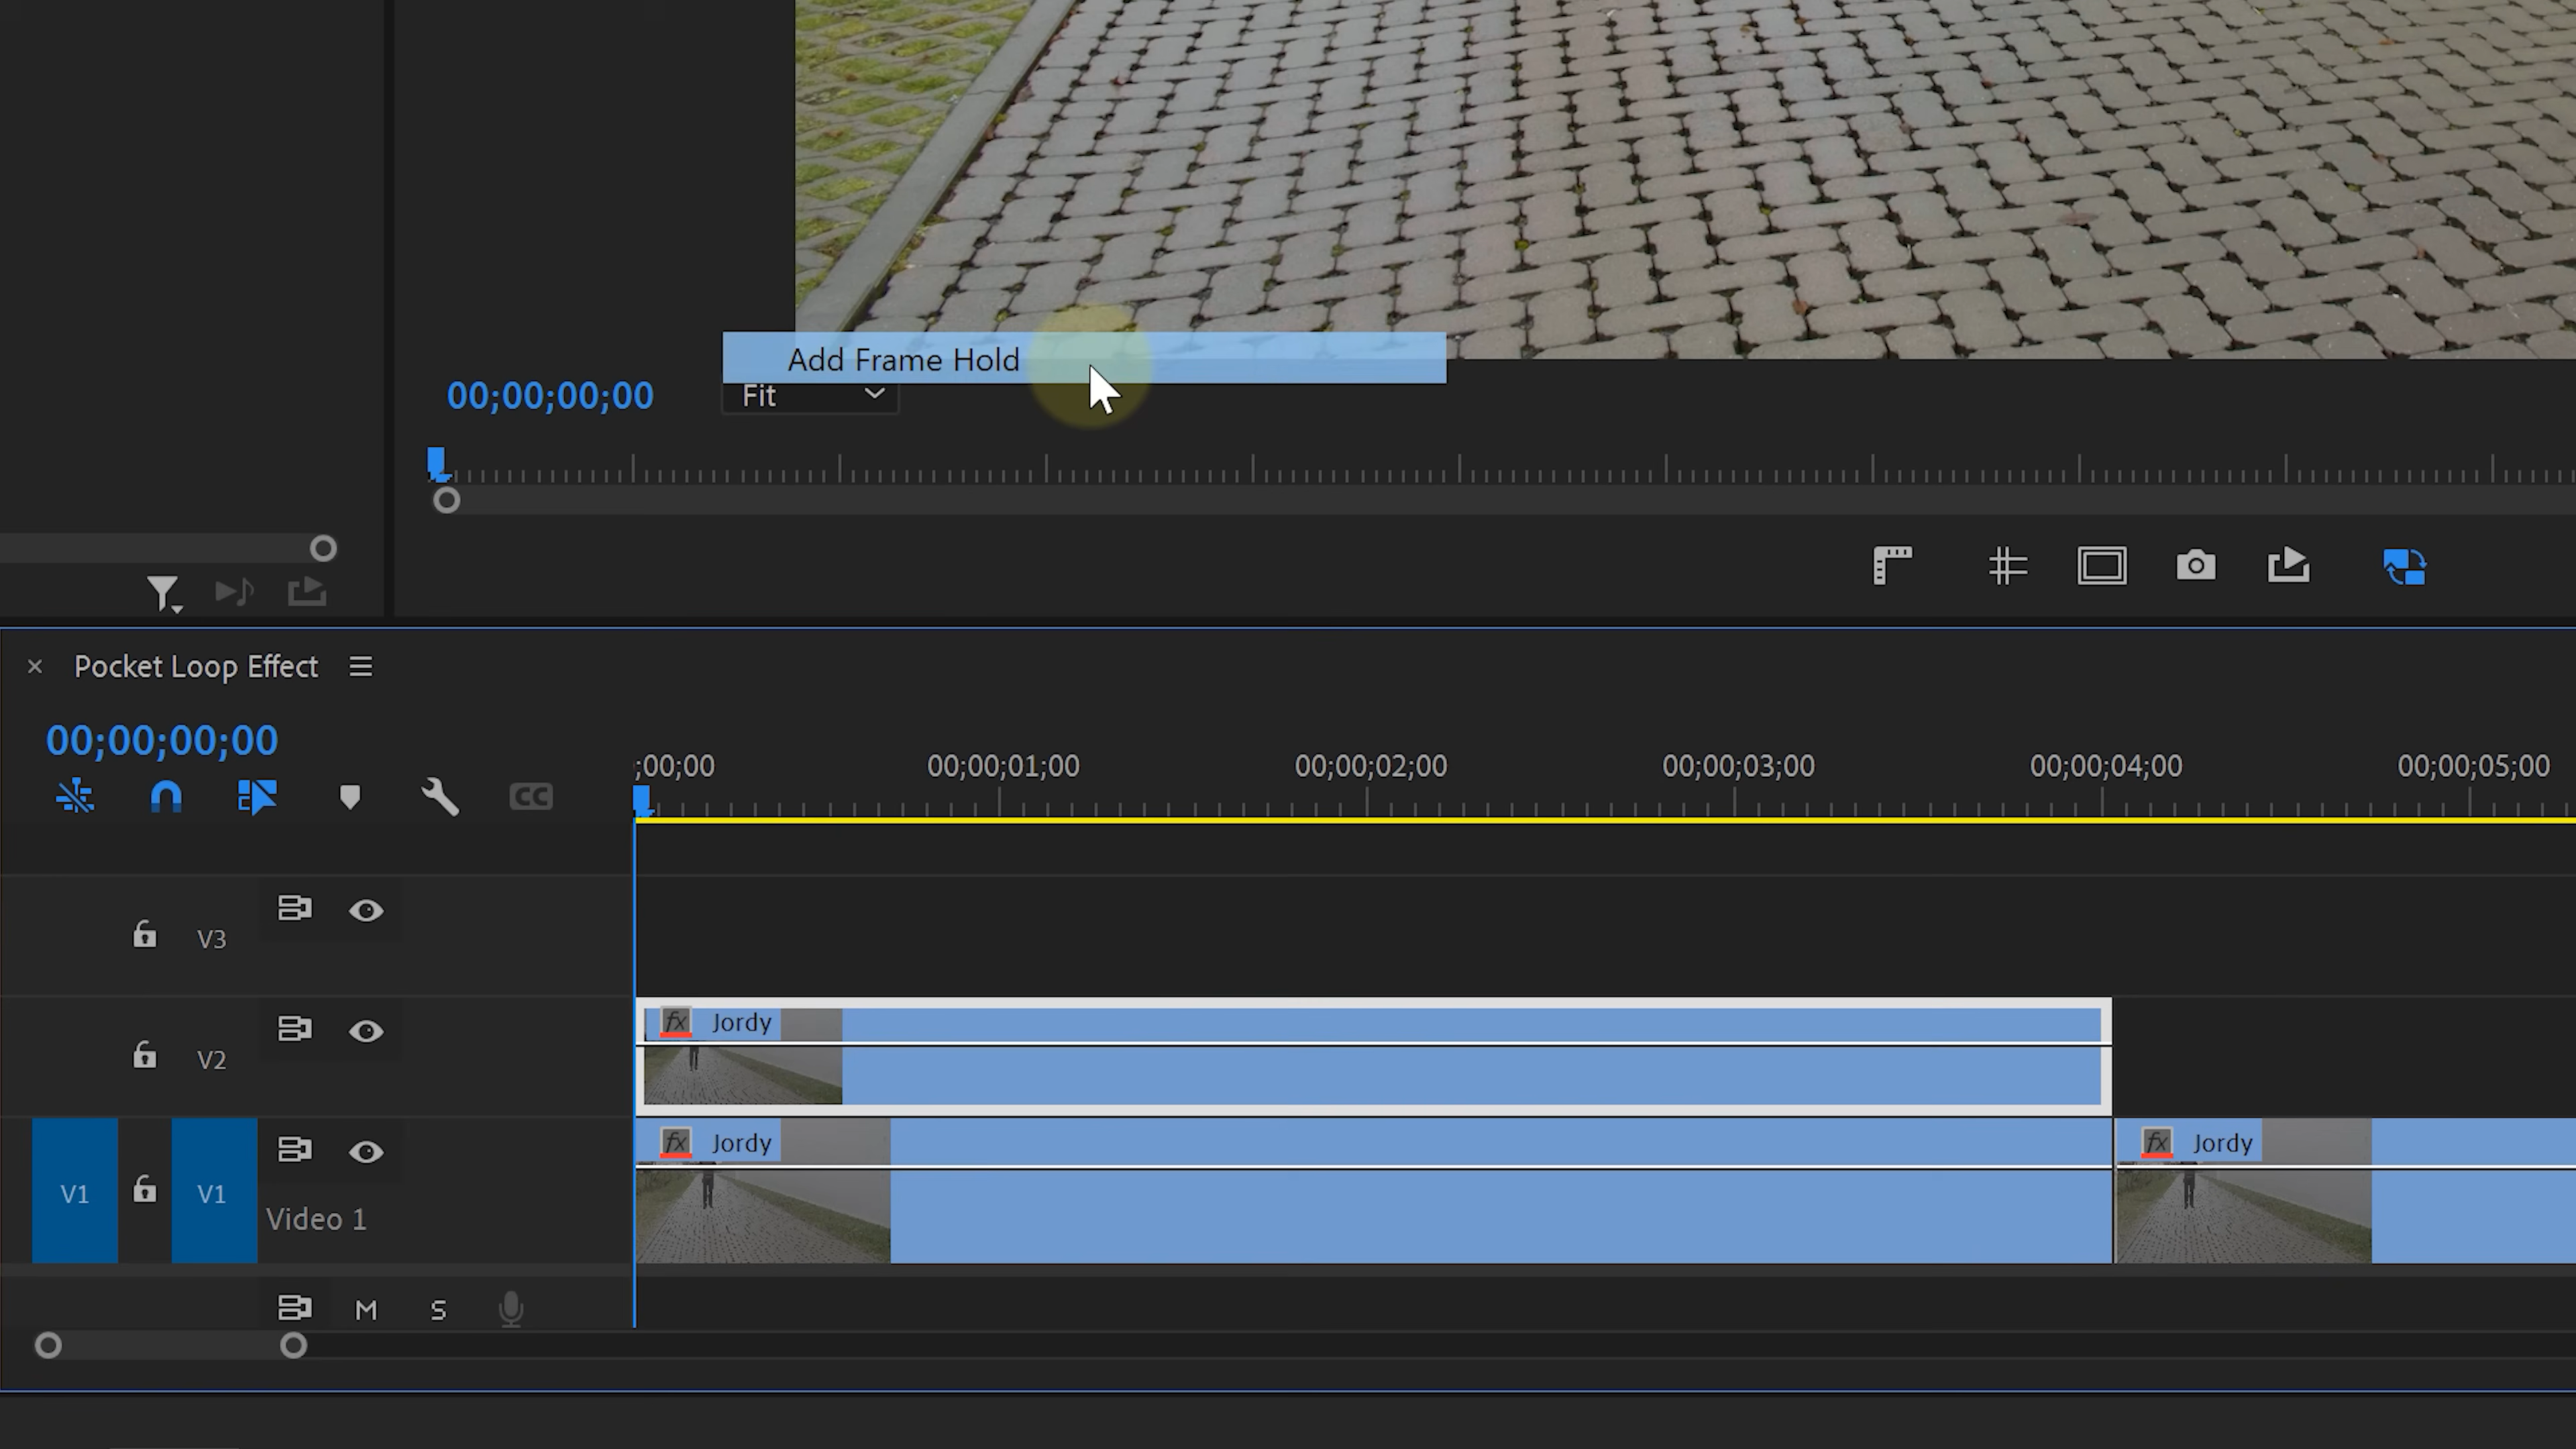 Add Frame Hold
00;00;00;00
Fit
Pocket Loop Effect
00;00;00;00
;00;00
00;00;01;00
00;00;02;00
00;00;03;00
00;00;04;00
00;00;05;00
CC
V3
fx Jordy
V2
fx Jordy
fx Jordy
V1
V1
Video 1
M
S